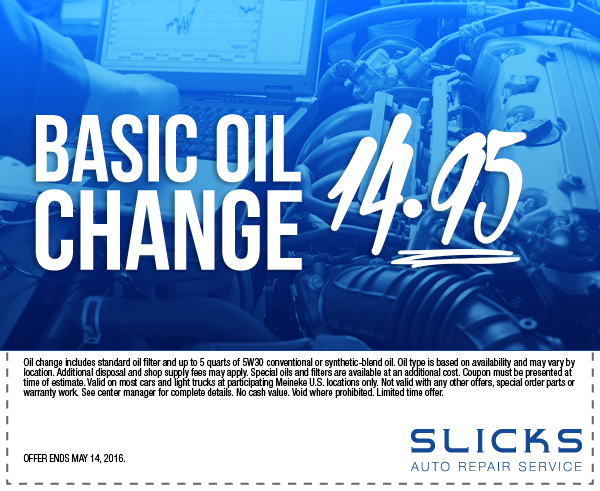 BASIC OIL
CHANGE
14.95
Oil change includes standard oil filter and up to 5 quarts of 5W30 conventional or synthetic-blend oil. Oil type is based on availability and may vary by
location. Additional disposal and shop supply fees may apply. Special oils and filters are available at an additional cost. Coupon must be presented at
time of estimate. Valid on most cars and light trucks at participating Meineke U.S. locations only. Not valid with any other offers, special order parts or
warranty work. See center manager for complete details. No cash value. Void where prohibited. Limited time offer.
OFFER ENDS MAY 14, 2016.
SLICKS
AUTO REPAIR SERVICE